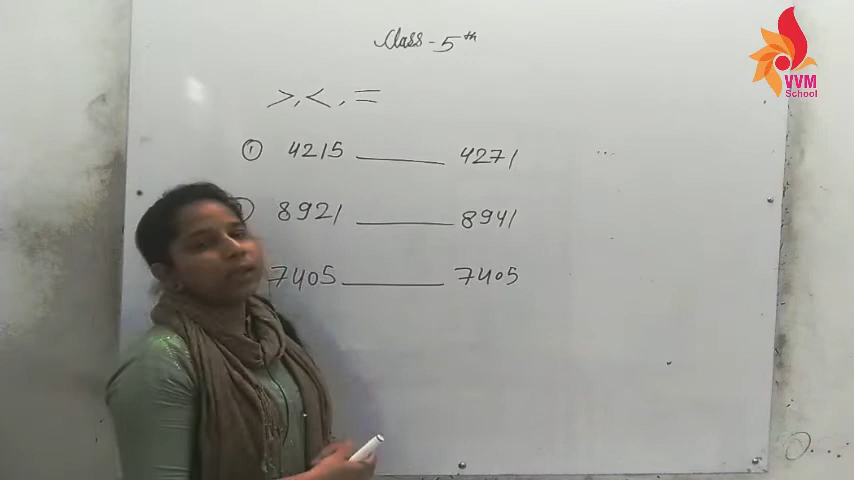 Class - 5th
VVM
School
>, <, =
① 4215 ______ 4271
8921 ______ 8941
7405 ______ 7405